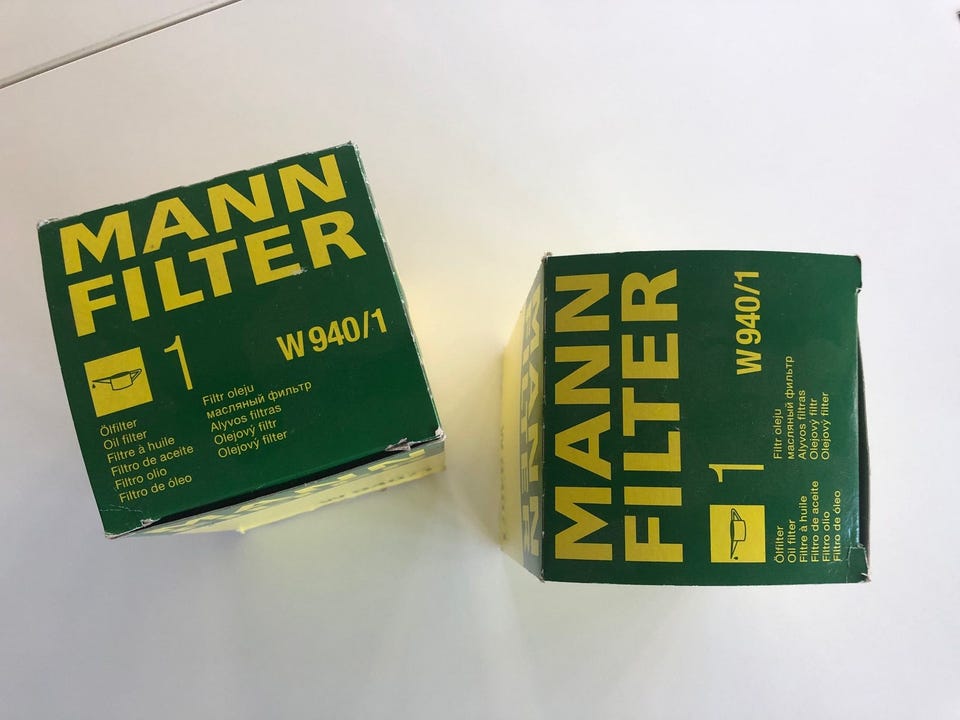 MANN
FILTER
1
W 940/1
Ölfilter
Oil filter
Filtre à huile
Filtro de aceite
Filtro olio
Filtro de óleo
Filtr oleju
масляный фильтр
Alyvos filtras
Olejový filtr
Olejový filter
MANN
FILTER
1
W 940/1
Ölfilter
Oil filter
Filtre à huile
Filtro de aceite
Filtro olio
Filtro de óleo
Filtr oleju
масляный фильтр
Alyvos filtras
Olejový filtr
Olejový filter